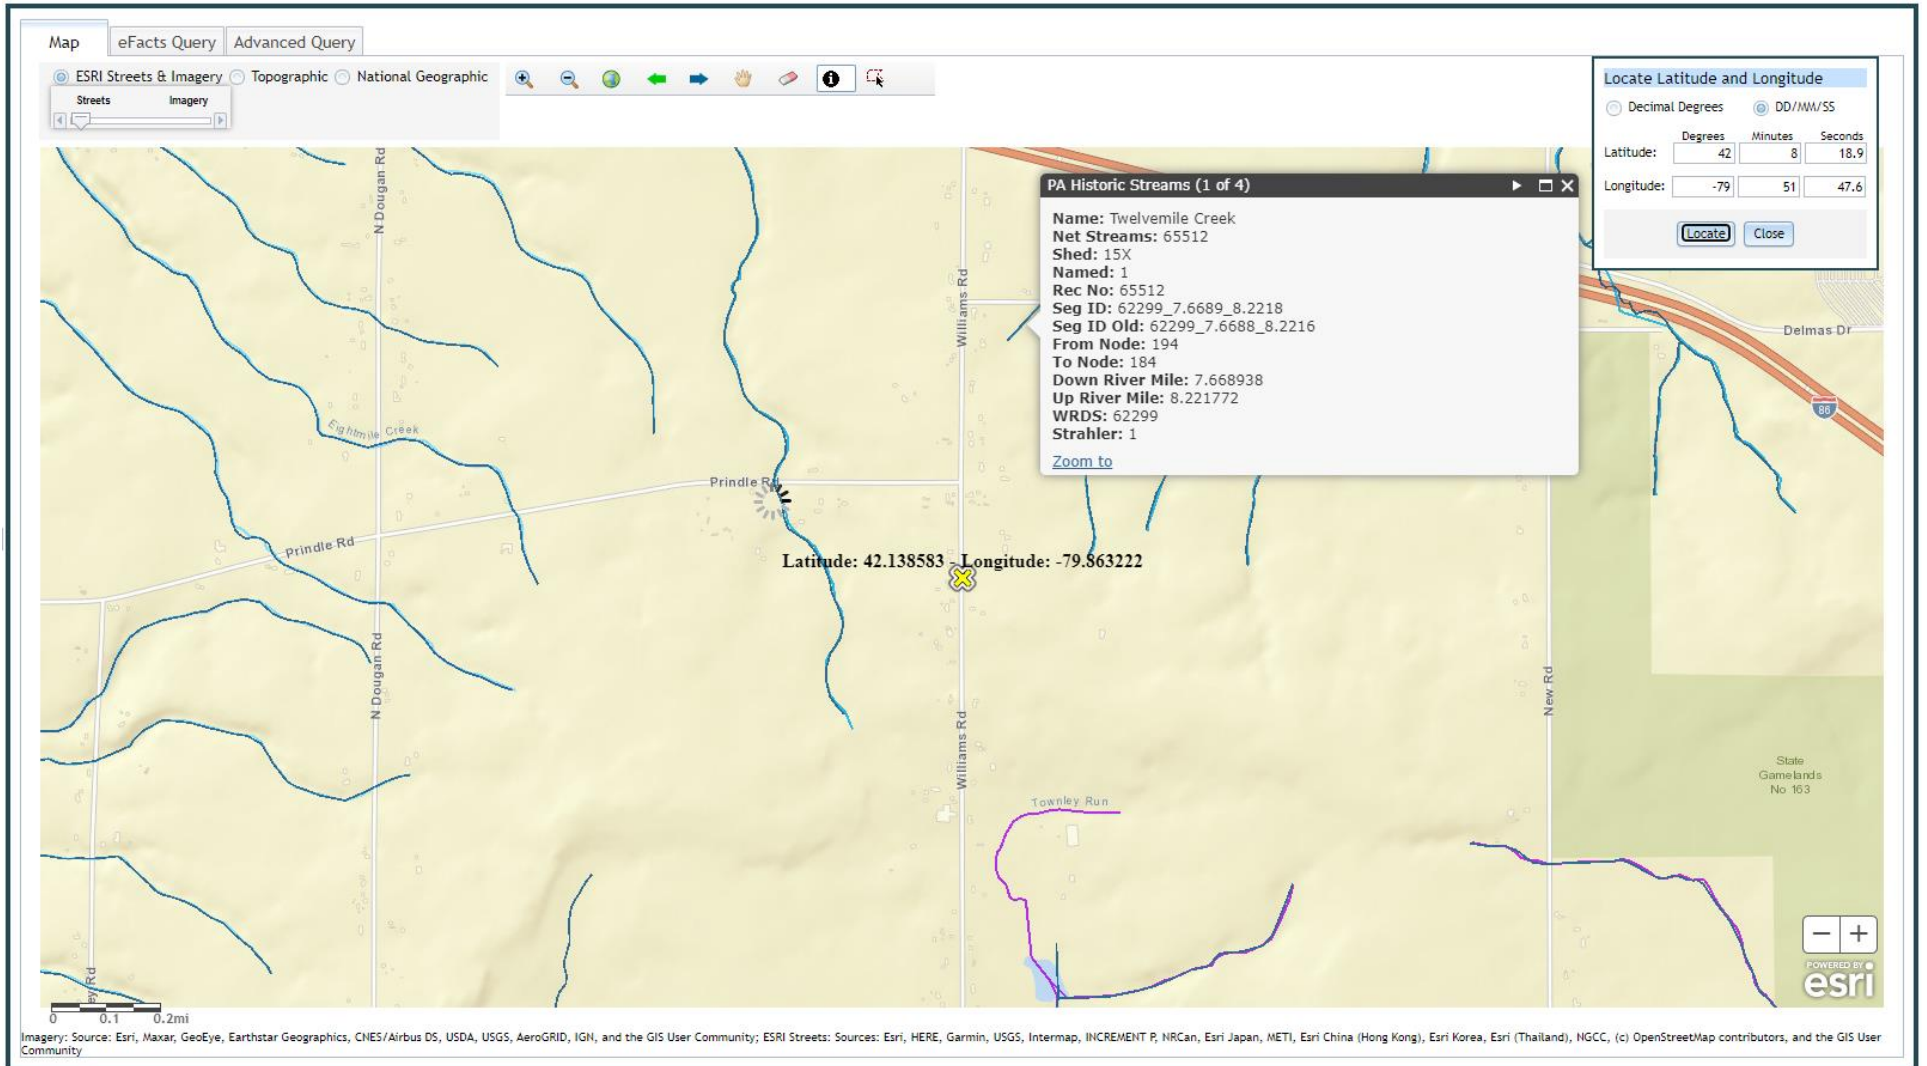 Map eFacts Query Advanced Query
ESRI Streets & Imagery Topographic National Geographic
Streets Imagery
Locate Latitude and Longitude
Decimal Degrees DD/MM/SS
Degrees Minutes Seconds
Latitude: 42 8 18.9
Longitude: -79 51 47.6
Locate Close
PA Historic Streams (1 of 4)
Name: Twelvemile Creek
Net Streams: 65512
Shed: 15X
Named: 1
Rec No: 65512
Seg ID: 62299_7.6689_8.2218
Seg ID Old: 62299_7.6688_8.2216
From Node: 194
To Node: 184
Down River Mile: 7.668938
Up River Mile: 8.221772
WRDS: 62299
Strahler: 1
Zoom to
N Dougan Rd
Williams Rd
Delmas Dr
86
Eightmile Creek
Prindle Rd
Prindle Rd
Latitude: 42.138583 - Longitude: -79.863222
N Dougan Rd
New Rd
Williams Rd
State
Gamelands
No 163
Townley Run
ey Rd
POWERED BY
esri
0 0.1 0.2mi
Imagery: Source: Esri, Maxar, GeoEye, Earthstar Geographics, CNES/Airbus DS, USDA, USGS, AeroGRID, IGN, and the GIS User Community; ESRI Streets: Sources: Esri, HERE, Garmin, USGS, Intermap, INCREMENT P, NRCan, Esri Japan, METI, Esri China (Hong Kong), Esri Korea, Esri (Thailand), NGCC, (c) OpenStreetMap contributors, and the GIS User
Community